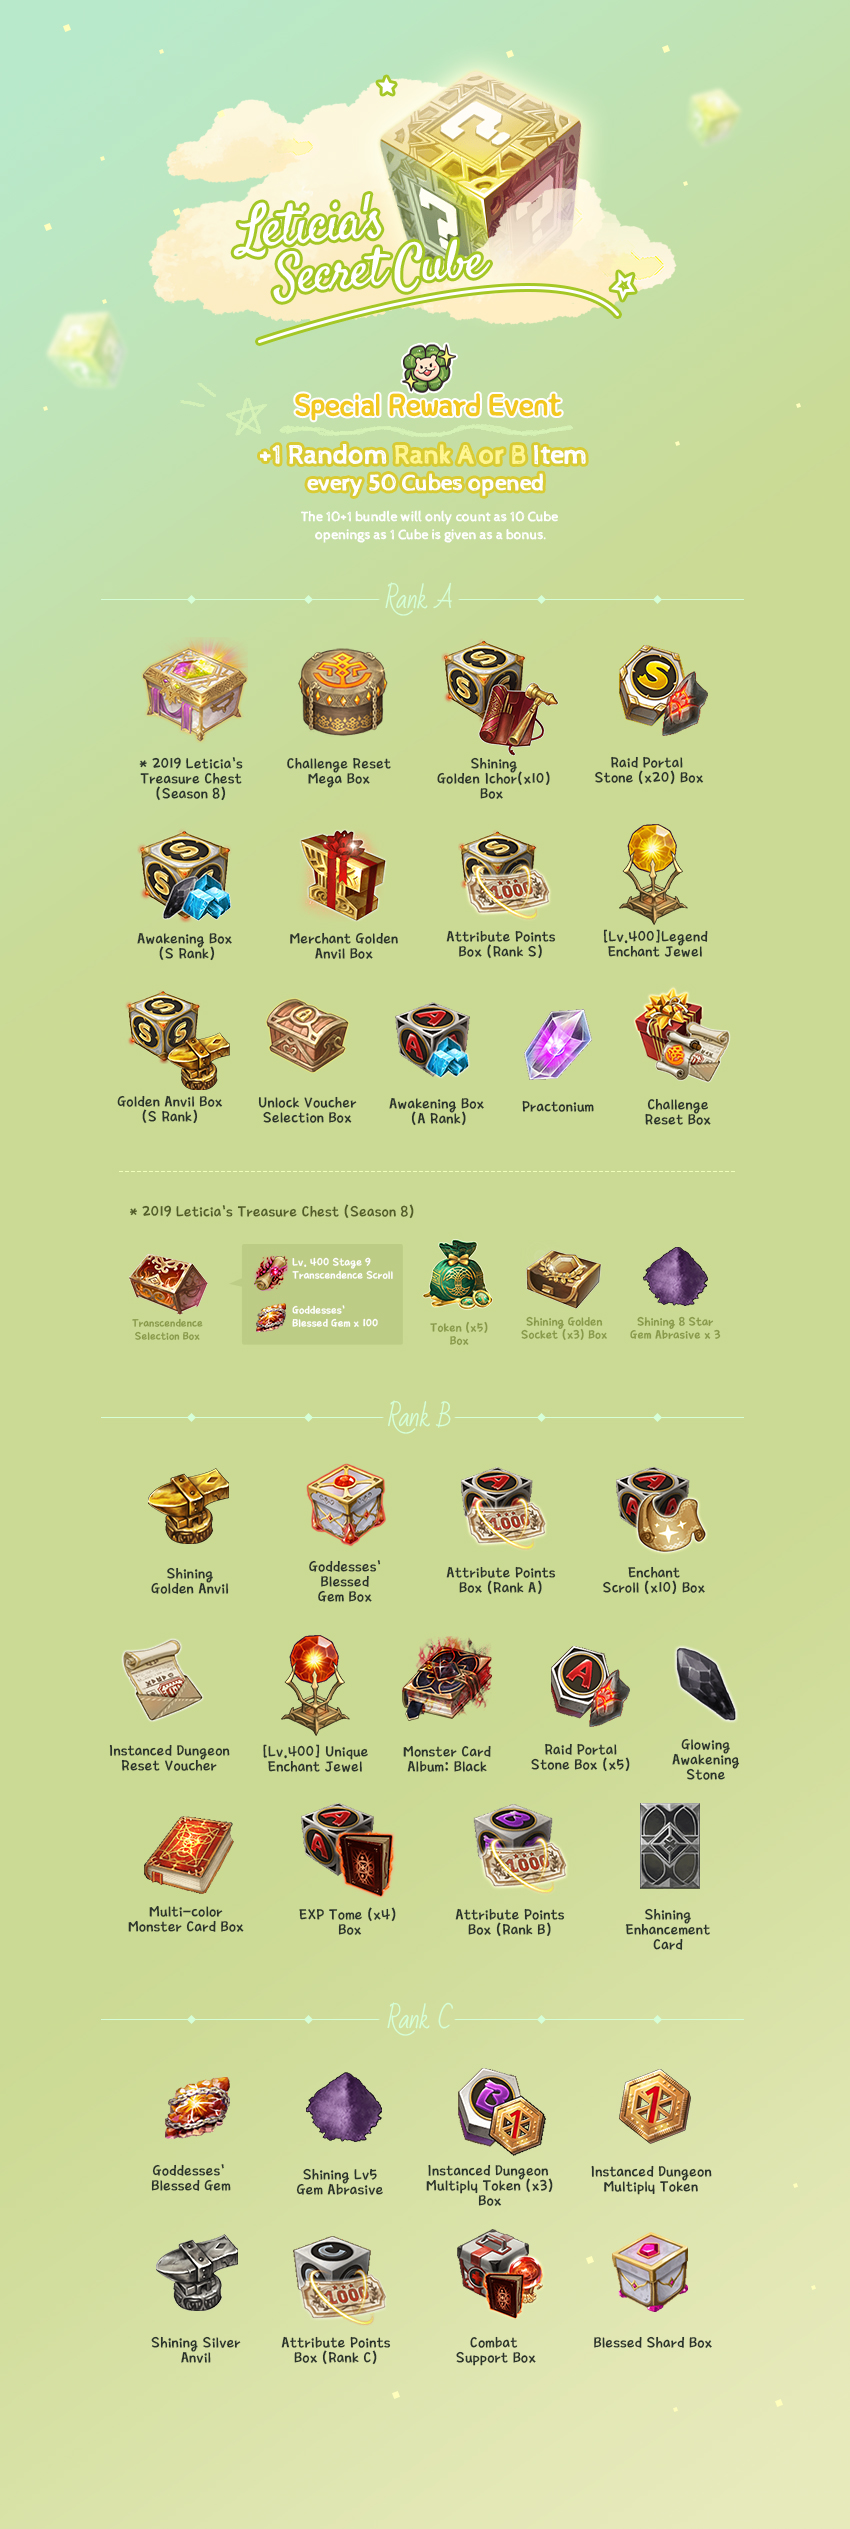 Leticia's
Secret Cube
Special Reward Event
+1 Random Rank A or B Item
every 50 Cubes opened
The 10+1 bundle will only count as 10 Cube
openings as 1 Cube is given as a bonus.
Rank A
* 2019 Leticia's
Treasure Chest
(Season 8)
Challenge Reset
Mega Box
Shining
Golden Ichor(x10)
Box
Raid Portal
Stone (x20) Box
Awakening Box
(S Rank)
Merchant Golden
Anvil Box
Attribute Points
Box (Rank S)
[Lv.400]Legend
Enchant Jewel
Golden Anvil Box
(S Rank)
Unlock Voucher
Selection Box
Awakening Box
(A Rank)
Practonium
Challenge
Reset Box
* 2019 Leticia's Treasure Chest (Season 8)
Transcendence
Selection Box
Lv. 400 Stage 9
Transcendence Scroll
Goddesses'
Blessed Gem x 100
Token (x5)
Box
Shining Golden
Socket (x3) Box
Shining 8 Star
Gem Abrasive x 3
Rank B
Shining
Golden Anvil
Goddesses'
Blessed
Gem Box
Attribute Points
Box (Rank A)
Enchant
Scroll (x10) Box
Instanced Dungeon
Reset Voucher
[Lv.400] Unique
Enchant Jewel
Monster Card
Album: Black
Raid Portal
Stone Box (x5)
Glowing
Awakening
Stone
Multi-color
Monster Card Box
EXP Tome (x4)
Box
Attribute Points
Box (Rank B)
Shining
Enhancement
Card
Rank C
Goddesses'
Blessed Gem
Shining Lv5
Gem Abrasive
Instanced Dungeon
Multiply Token (x3)
Box
Instanced Dungeon
Multiply Token
Shining Silver
Anvil
Attribute Points
Box (Rank C)
Combat
Support Box
Blessed Shard Box